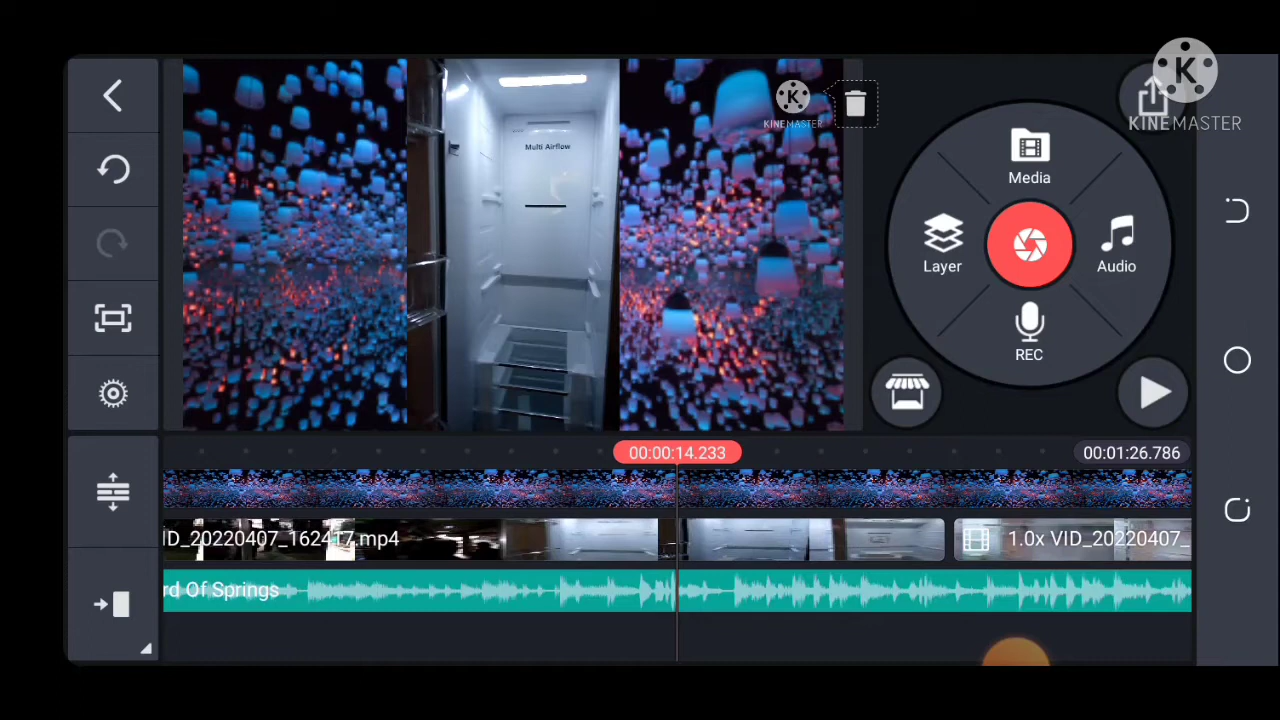 K
KINEMASTER
K
KINEMASTER
Multi Airflow
Media
Layer
Audio
REC
00:00:14.233
00:01:26.786
ID_20220407_162417.mp4
1.0x VID_20220407_
rd Of Springs